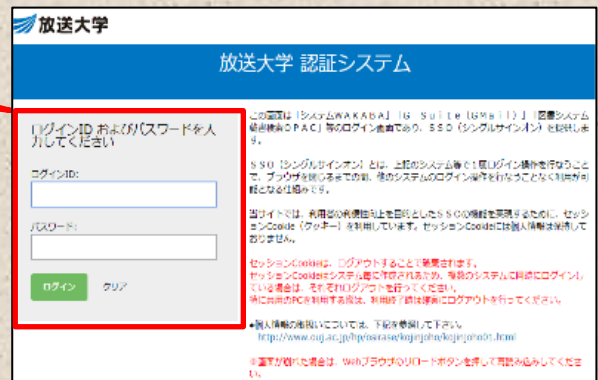 放送大学
放送大学 認証システム
ログインID およびパスワードを入
力してください
ログインID:
パスワード:
ログイン クリア
この画面は「システムWAKABA」「G Suite(GMail)」「図書システム
蔵書検索OPAC」等のログイン画面であり、SSO(シングルサインオン)を提供しま
す。
SSO(シングルサインオン)とは、上記のシステム等で1度ログイン操作を行なうこと
で、ブラウザを閉じるまでの間、他のシステムのログイン操作を行なうことなく利用が可
能となる仕組みです。
当サイトでは、利用者の利便性向上を目的としたSSOの機能を実現するために、セッシ
ョンCookie(クッキー)を利用しています。セッションCookieには個人情報は保持して
おりません。
セッションCookieは、ログアウトすることで破棄されます。
セッションCookieはシステム毎に作成されるため、複数のシステムに同時にログインし
ている場合は、それぞれログアウトを行ってください。
特に共用のPCを利用する際は、利用終了時は確実にログアウトを行ってください。
●個人情報の取扱いについては、下記を参照して下さい。
http://www.ouj.ac.jp/hp/osirase/kojinjoho/kojinjoho01.html
※画面が崩れた場合は、Webブラウザのリロードボタンを押して再読み込みしてくださ
い。